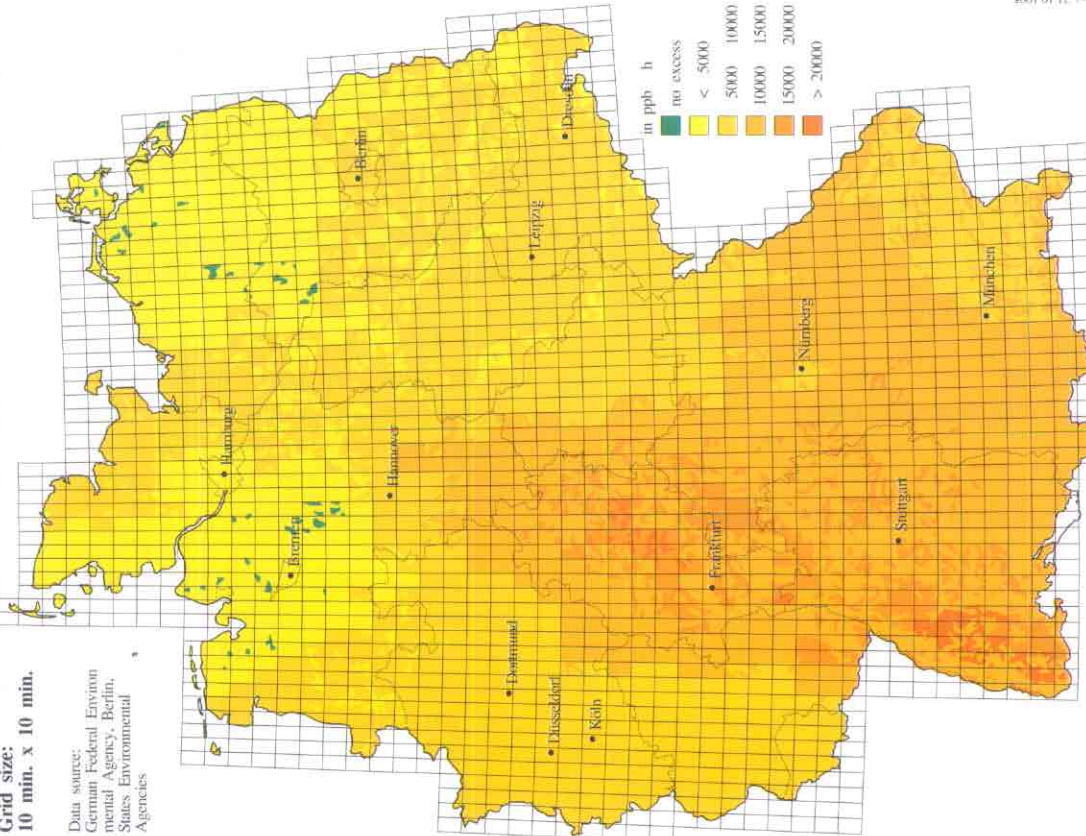 Grid size:
10 min. x 10 min.
Data source:
German Federal Environ
mental Agency, Berlin,
States Environmental
Agencies
in ppb h
no excess
< 5000
5000 10000
10000 15000
15000 20000
> 20000
Hamburg
Bremen
Hannover
Berlin
Dortmund
Düsseldorf
Köln
Leipzig
Dresden
Frankfurt
Nürnberg
Stuttgart
München